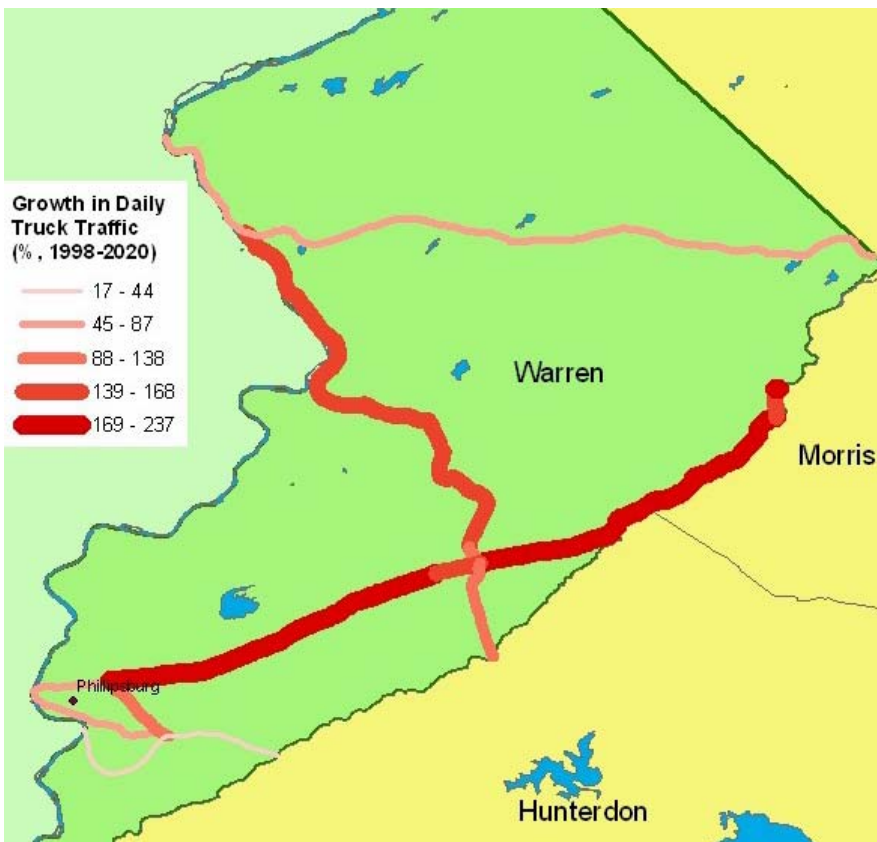 Growth in Daily
Truck Traffic
(%, 1998-2020)
17 - 44
45 - 87
88 - 138
139 - 168
169 - 237
Warren
Morris
Phillipsburg
Hunterdon